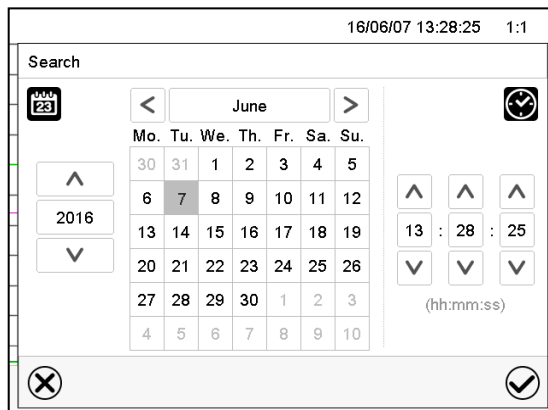 16/06/07 13:28:25 1:1
Search
23
< June >
Mo. Tu. We. Th. Fr. Sa. Su.
30 31 1 2 3 4 5
6 7 8 9 10 11 12
2016
13 14 15 16 17 18 19
13 : 28 : 25
20 21 22 23 24 25 26
27 28 29 30 1 2 3
(hh:mm:ss)
4 5 6 7 8 9 10